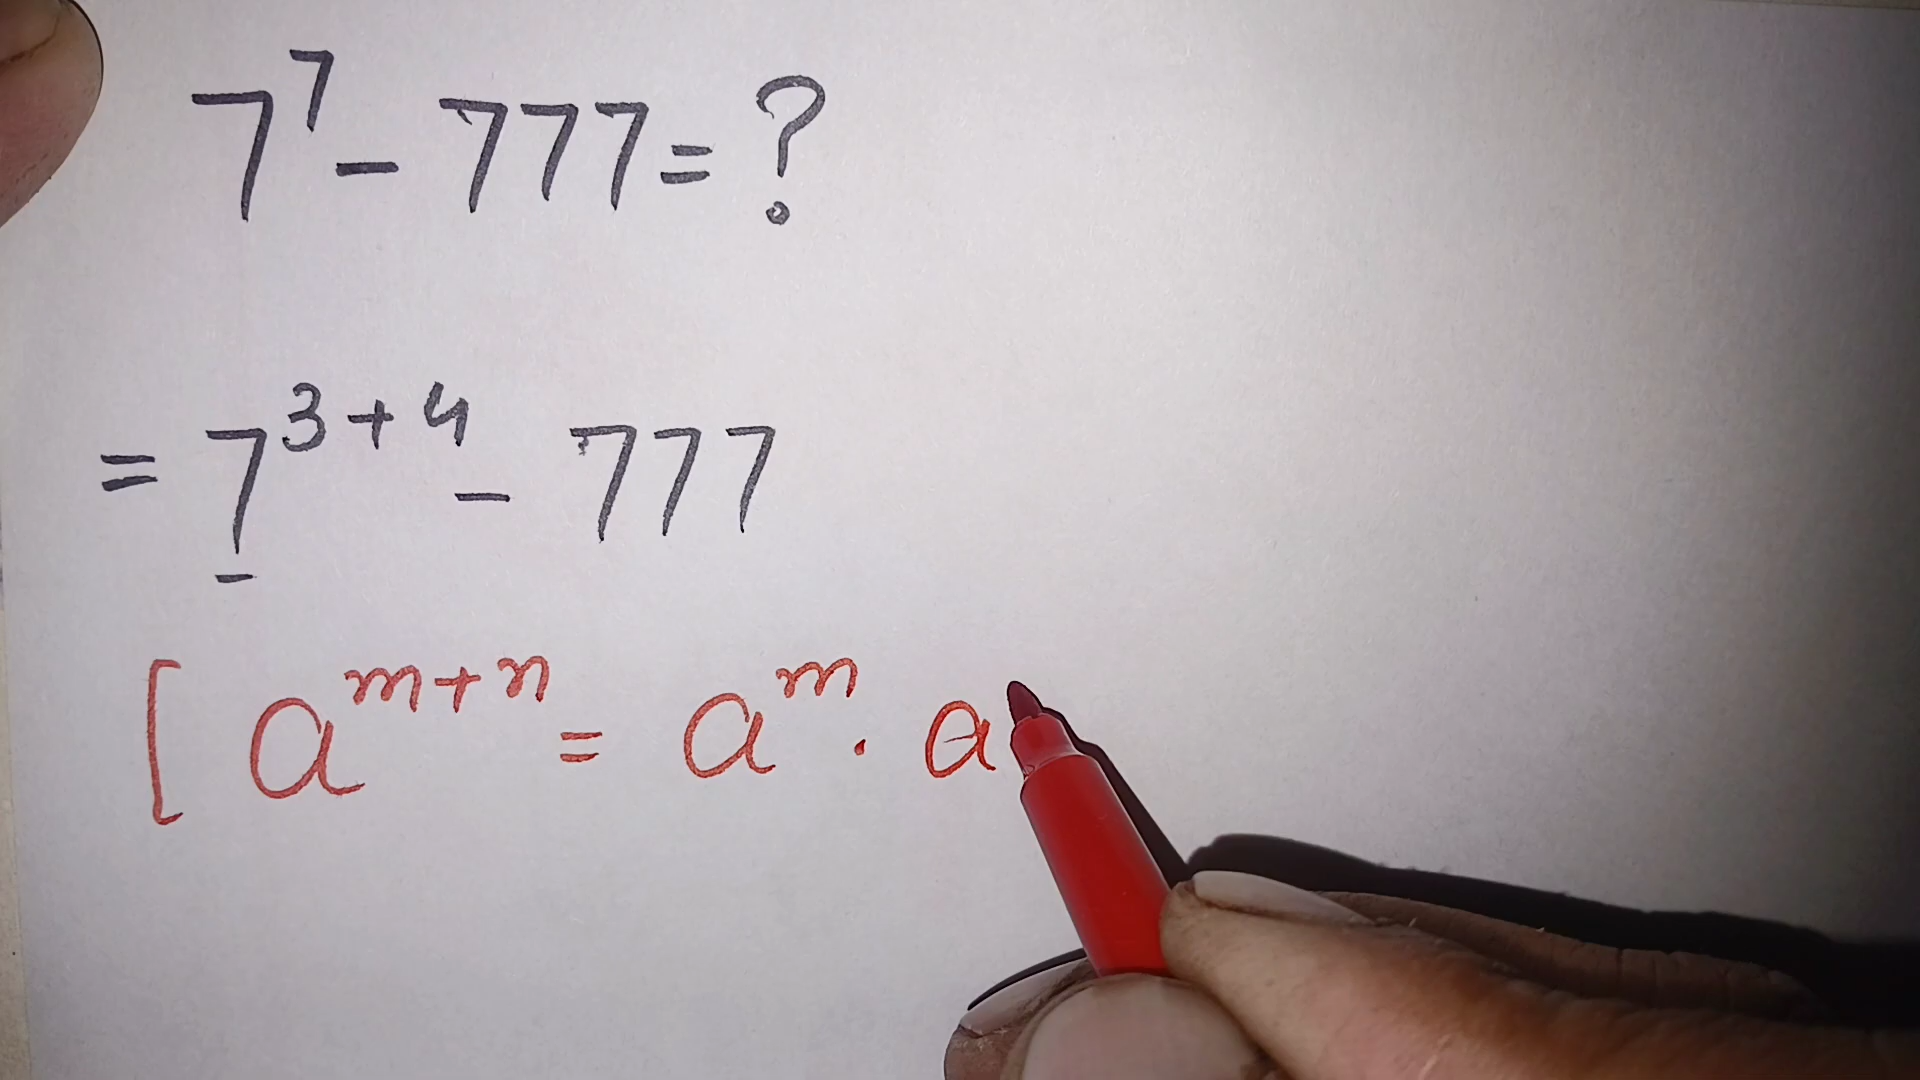 7⁷ - 777 = ?
= 7³⁺⁴ - 777
[ aᵐ⁺ⁿ = aᵐ . a